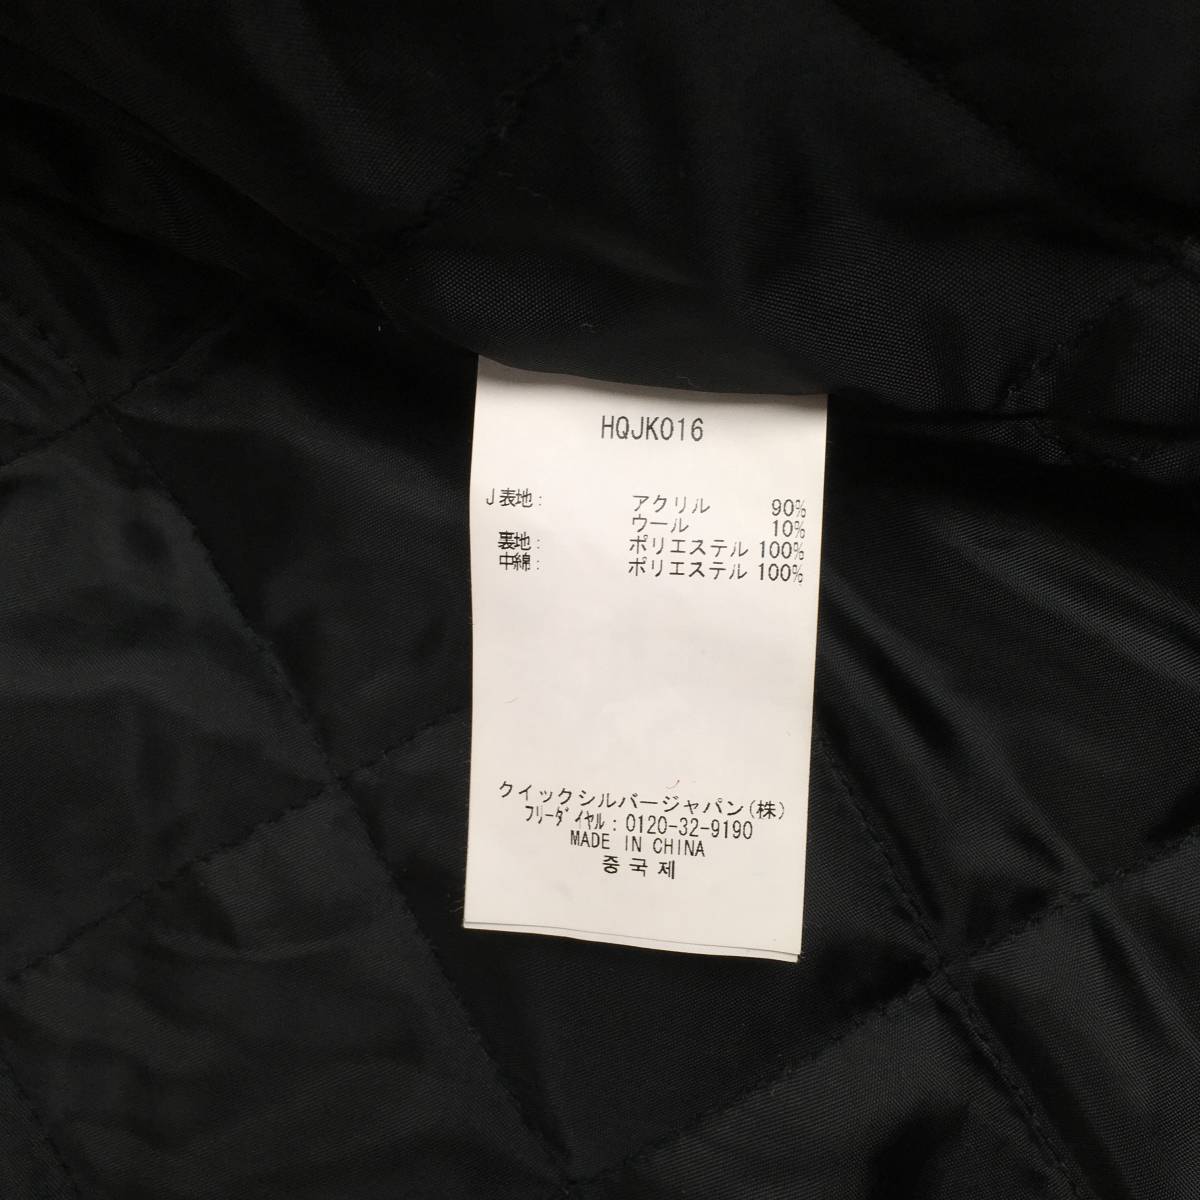 HQJK016
J表地： アクリル 90%
ウール 10%
裏地： ポリエステル 100%
中綿： ポリエステル 100%
クイックシルバージャパン(株)
ﾌﾘｰﾀﾞｲﾔﾙ：0120-32-9190
MADE IN CHINA
중국제